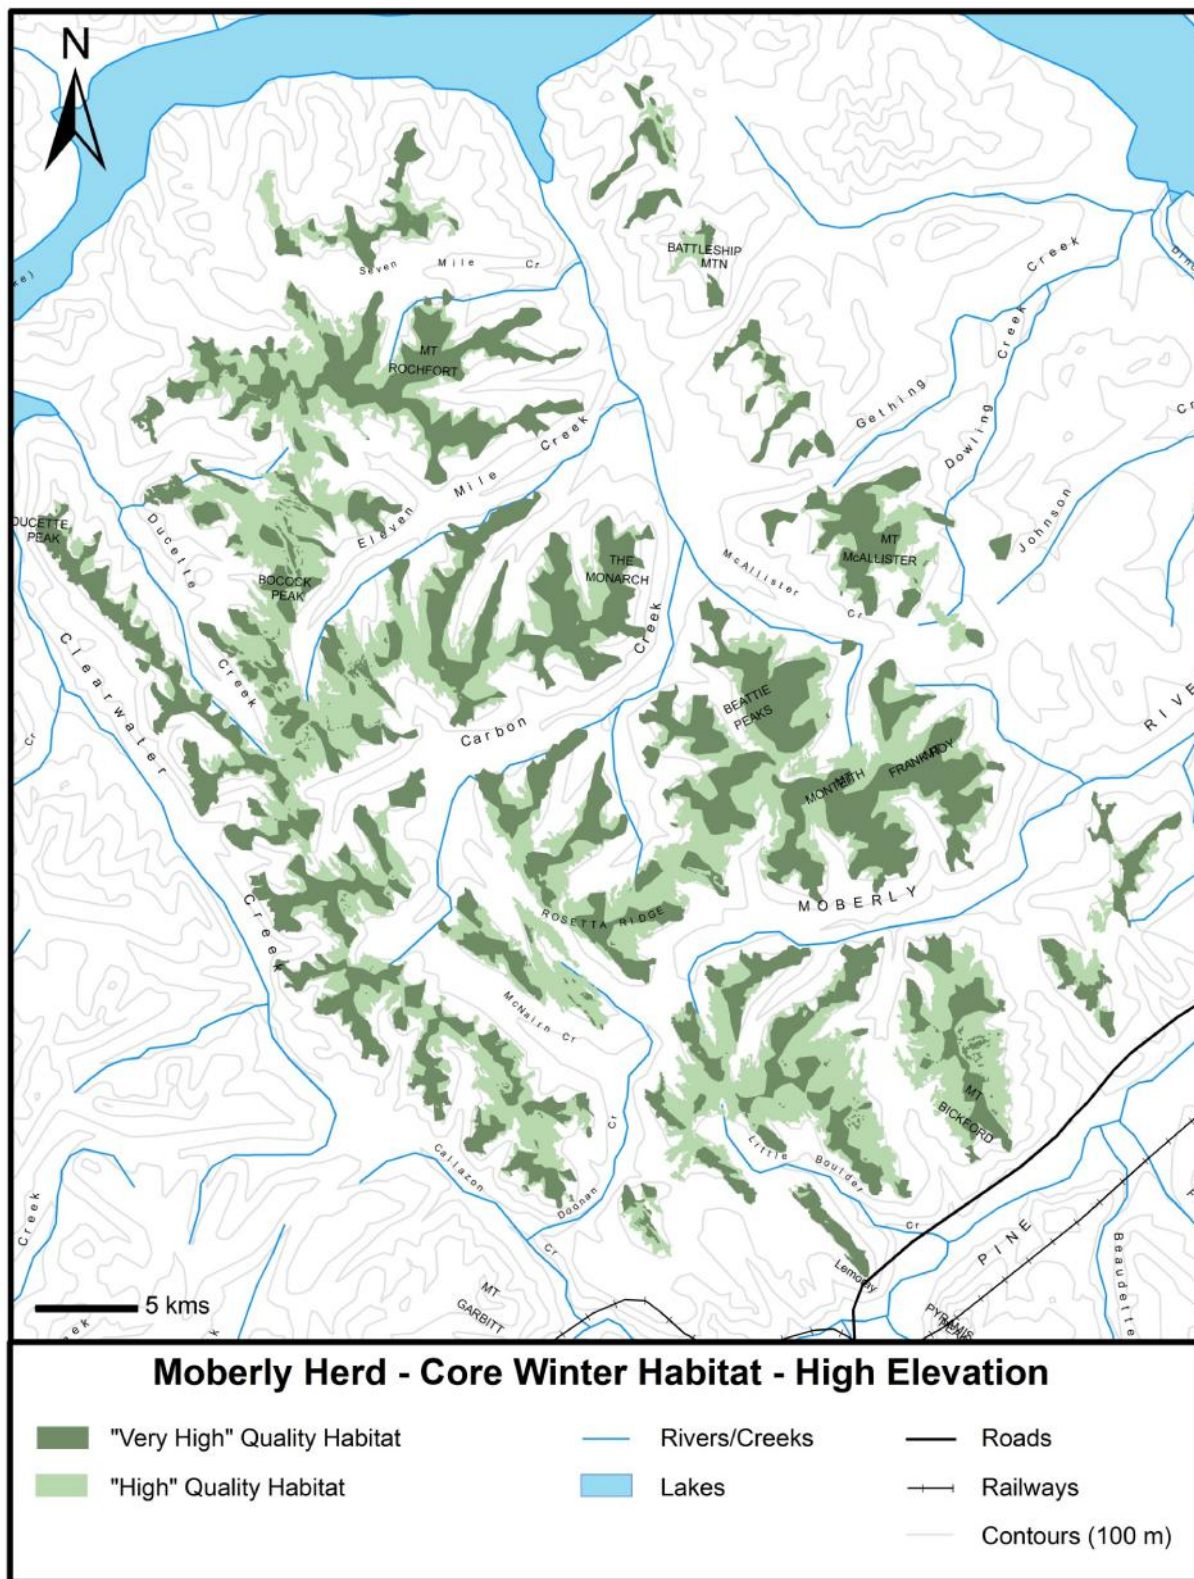 N
BATTLESHIP
MTN
Seven Mile Cr
MT
ROCHFORT
Gething Creek
Dowling Creek
Johnson
Cr
Eleven Mile Creek
DUCETTE
PEAK
Ducette Creek
BOCOCK
PEAK
THE
MONARCH
MT
McALLISTER
McAllister Cr
Clearwater Creek
Carbon Creek
BEATTIE
PEAKS
MT
MONTEITH
FRANK ROY
MOBERLY RIVE
Cr
ROSETTA RIDGE
McNairn Cr
MT
BICKFORD
Callazon Cr
Doonan Cr
Little Boulder Cr
Lemoray
PINE
Beaudette
Creek
MT
GARBITT
PYRAMIS
PEAK
5 kms
Moberly Herd - Core Winter Habitat - High Elevation
"Very High" Quality Habitat
"High" Quality Habitat
Rivers/Creeks
Lakes
Roads
Railways
Contours (100 m)